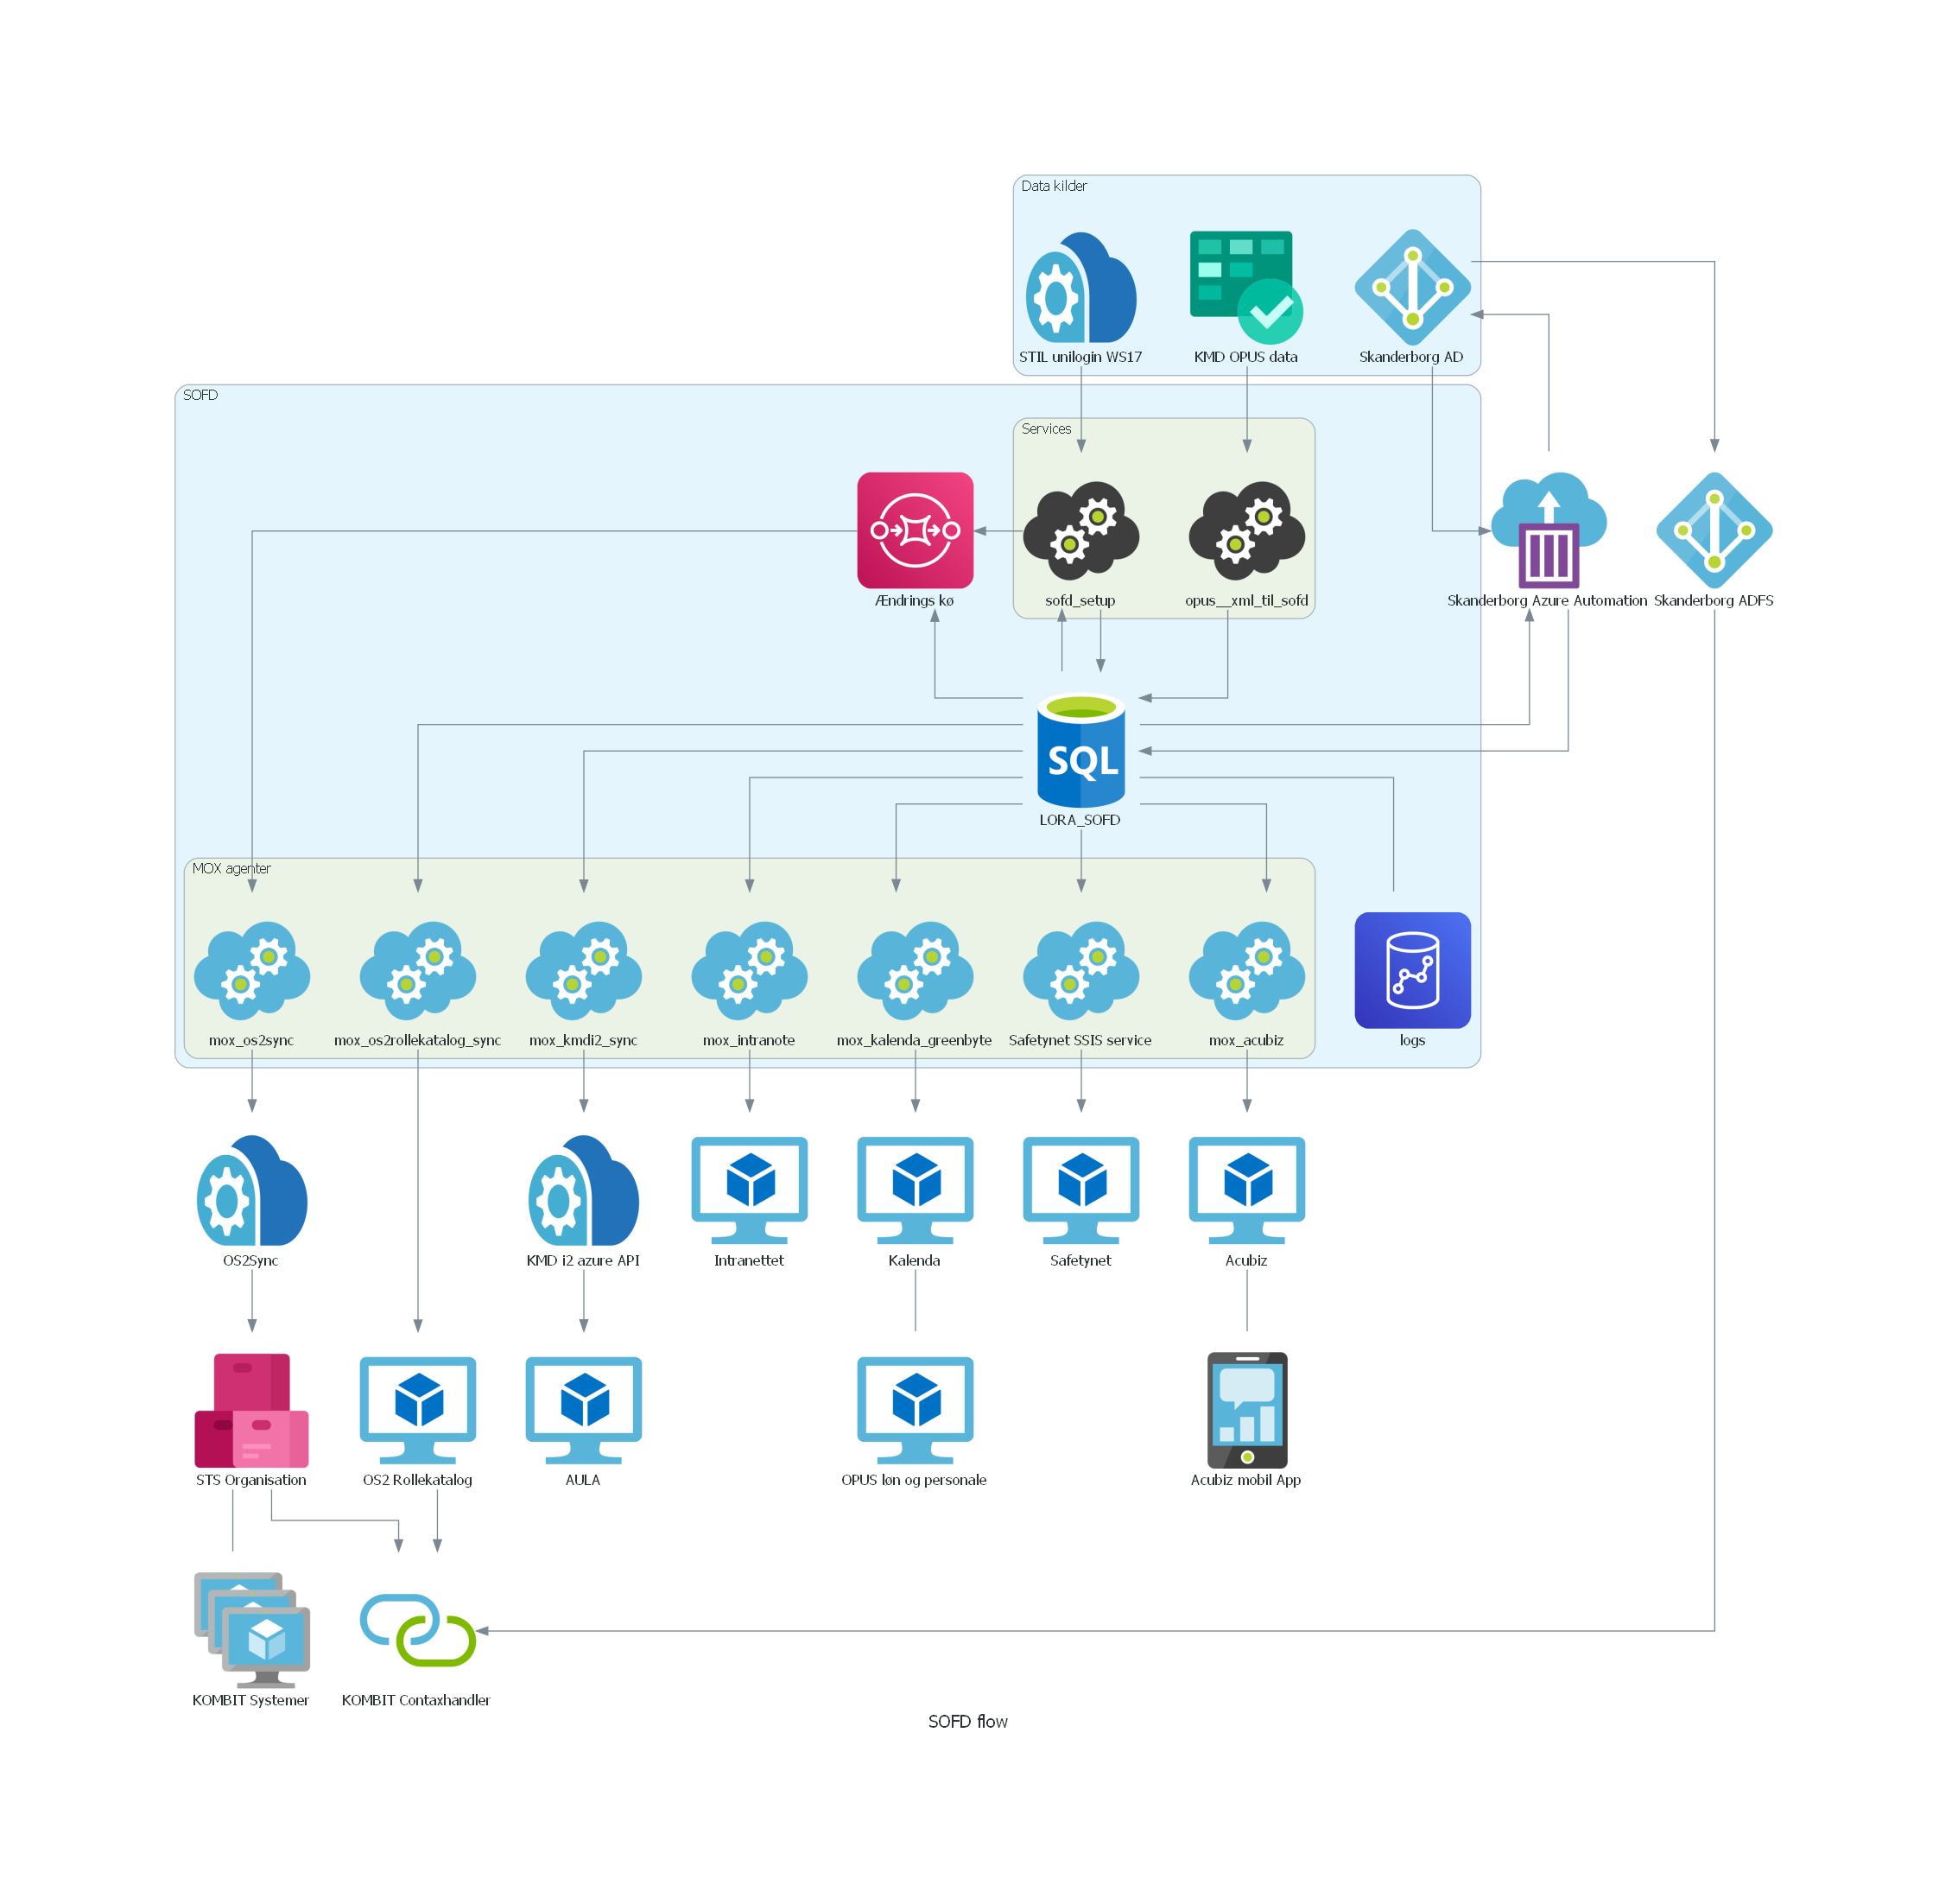 Data kilder
STIL unilogin WS17
KMD OPUS data
Skanderborg AD
SOFD
Services
Ændrings kø
sofd_setup
opus__xml_til_sofd
Skanderborg Azure Automation
Skanderborg ADFS
SQL
LORA_SOFD
MOX agenter
mox_os2sync
mox_os2rollekatalog_sync
mox_kmdi2_sync
mox_intranote
mox_kalenda_greenbyte
Safetynet SSIS service
mox_acubiz
logs
OS2Sync
KMD i2 azure API
Intranettet
Kalenda
Safetynet
Acubiz
STS Organisation
OS2 Rollekatalog
AULA
OPUS løn og personale
Acubiz mobil App
KOMBIT Systemer
KOMBIT Contaxhandler
SOFD flow